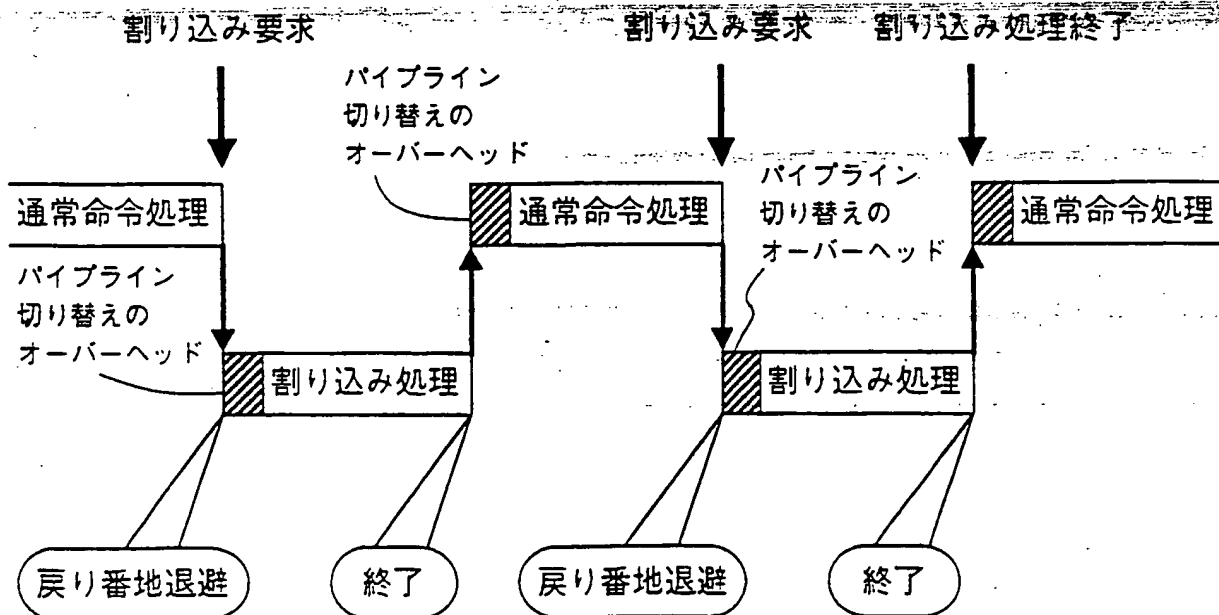 割り込み要求
割り込み要求
割り込み処理終了
パイプライン
切り替えの
オーバーヘッド
パイプライン
切り替えの
オーバーヘッド
通常命令処理
通常命令処理
通常命令処理
パイプライン
切り替えの
オーバーヘッド
割り込み処理
割り込み処理
戻り番地退避
終了
戻り番地退避
終了